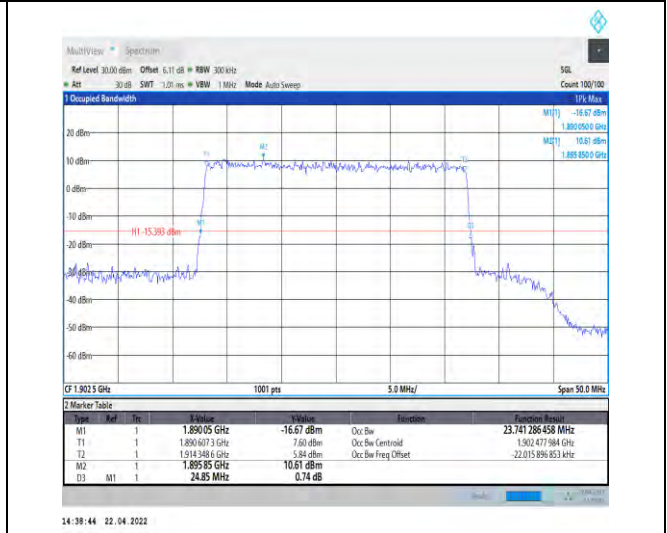 MultiView Spectrum
Ref Level 30.00 dBm Offset 6.11 dB RBW 300 kHz SGL
Att 30 dB SWT 1.01 ms VBW 1 MHz Mode Auto Sweep Count 100/100
1 Occupied Bandwidth 1Pk Max
M1[1] -16.67 dBm
1.890 050 0 GHz
M2[1] 10.61 dBm
1.895 850 0 GHz
20 dBm
M2
T1
T2
10 dBm
0 dBm
-10 dBm
M1
D3
H1 -15.393 dBm
-20 dBm
-30 dBm
-40 dBm
-50 dBm
-60 dBm
CF 1.902 5 GHz 1001 pts 5.0 MHz/ Span 50.0 MHz
2 Marker Table
Type Ref Trc X-Value Y-Value Function Function Result
M1 1 1.890 05 GHz -16.67 dBm Occ Bw 23.741 286 458 MHz
T1 1 1.890 607 3 GHz 7.60 dBm Occ Bw Centroid 1.902 477 984 GHz
T2 1 1.914 348 6 GHz 5.84 dBm Occ Bw Freq Offset -22.015 896 853 kHz
M2 1 1.895 85 GHz 10.61 dBm
D3 M1 1 24.85 MHz 0.74 dB
14:38:44 22.04.2022